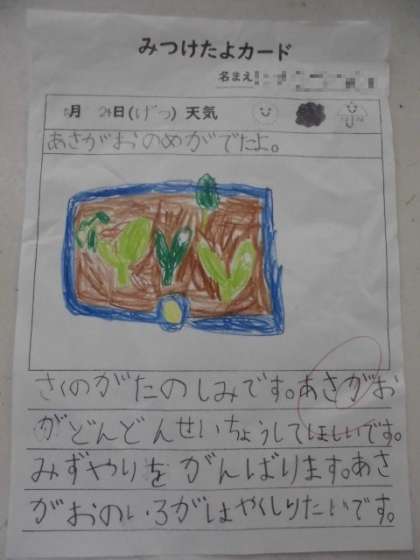 みつけたよカード
名まえ
月 24日(げつ) 天気
あさがおのめがでたよ。
さくのがたのしみです。あさがお
がどんどんせいちょうしてほしいです。
みずやりをがんばります。あさ
がおのいろがはやくしりたいです。